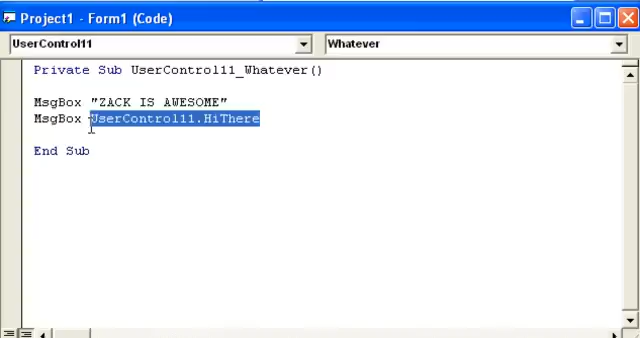 Project1 - Form1 (Code)
UserControl11 Whatever
Private Sub UserControl11_Whatever()
MsgBox "ZACK IS AWESOME"
MsgBox UserControl11.HiThere
End Sub